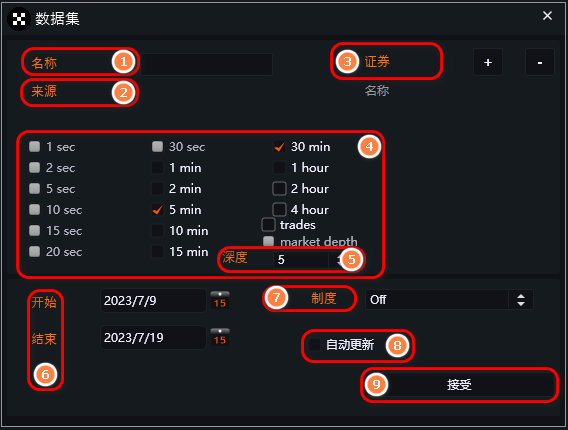 数据集
名称 1
3 证券 + -
来源 2
名称
1 sec 30 sec 30 min 4
2 sec 1 min 1 hour
5 sec 2 min 2 hour
10 sec 5 min 4 hour
trades
15 sec 10 min
market depth
20 sec 15 min
深度 5 5
开始 2023/7/9 15 7 制度 Off
结束 2023/7/19 15 自动更新 8
6
9 接受